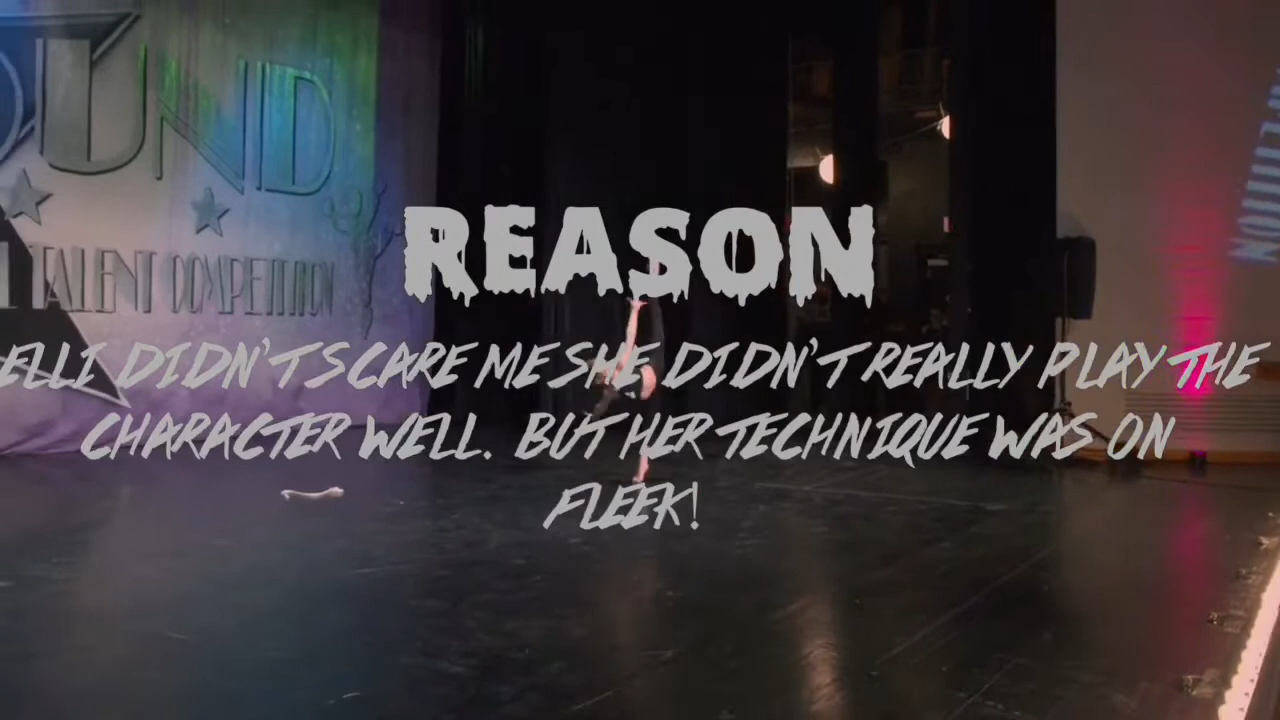 OUND
TALENT COMPETITION
REASON
ELLI DIDN'T SCARE ME SHE DIDN'T REALLY PLAY THE
CHARACTER WELL. BUT HER TECHNIQUE WAS ON
FLEEK!